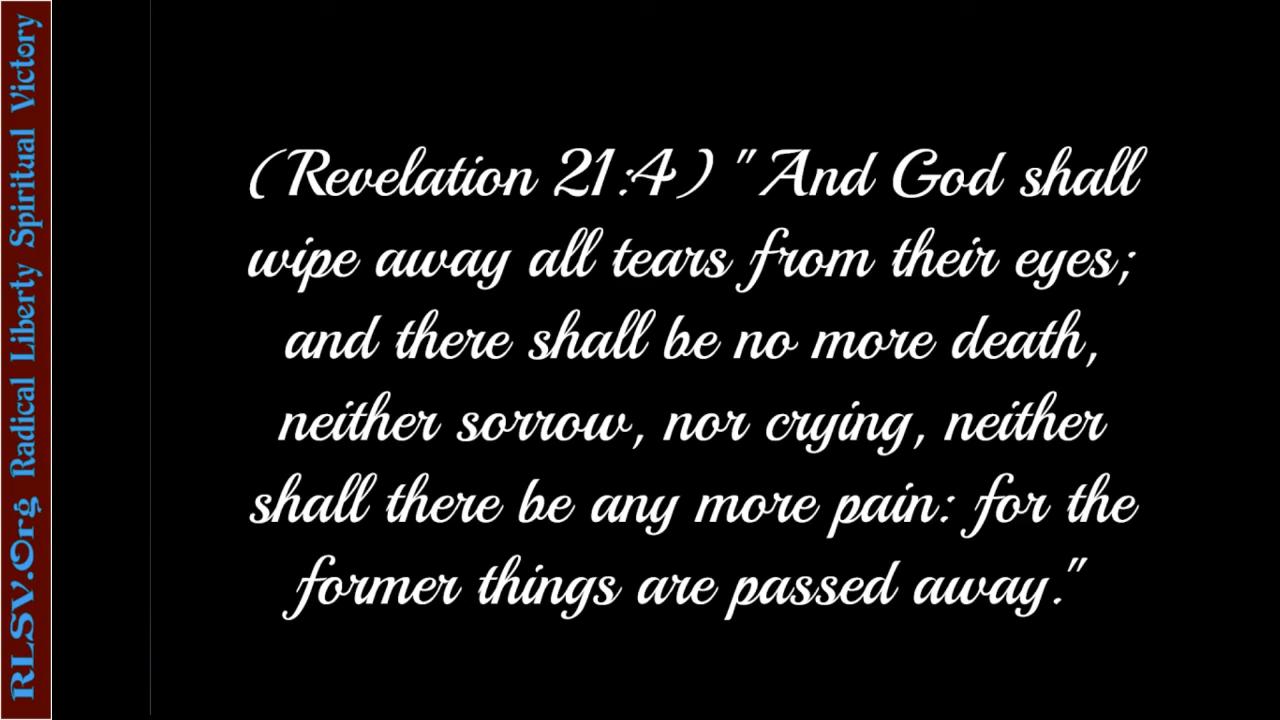 RLSV.Org Radical Liberty Spiritual Victory
(Revelation 21:4) "And God shall
wipe away all tears from their eyes;
and there shall be no more death,
neither sorrow, nor crying, neither
shall there be any more pain: for the
former things are passed away."